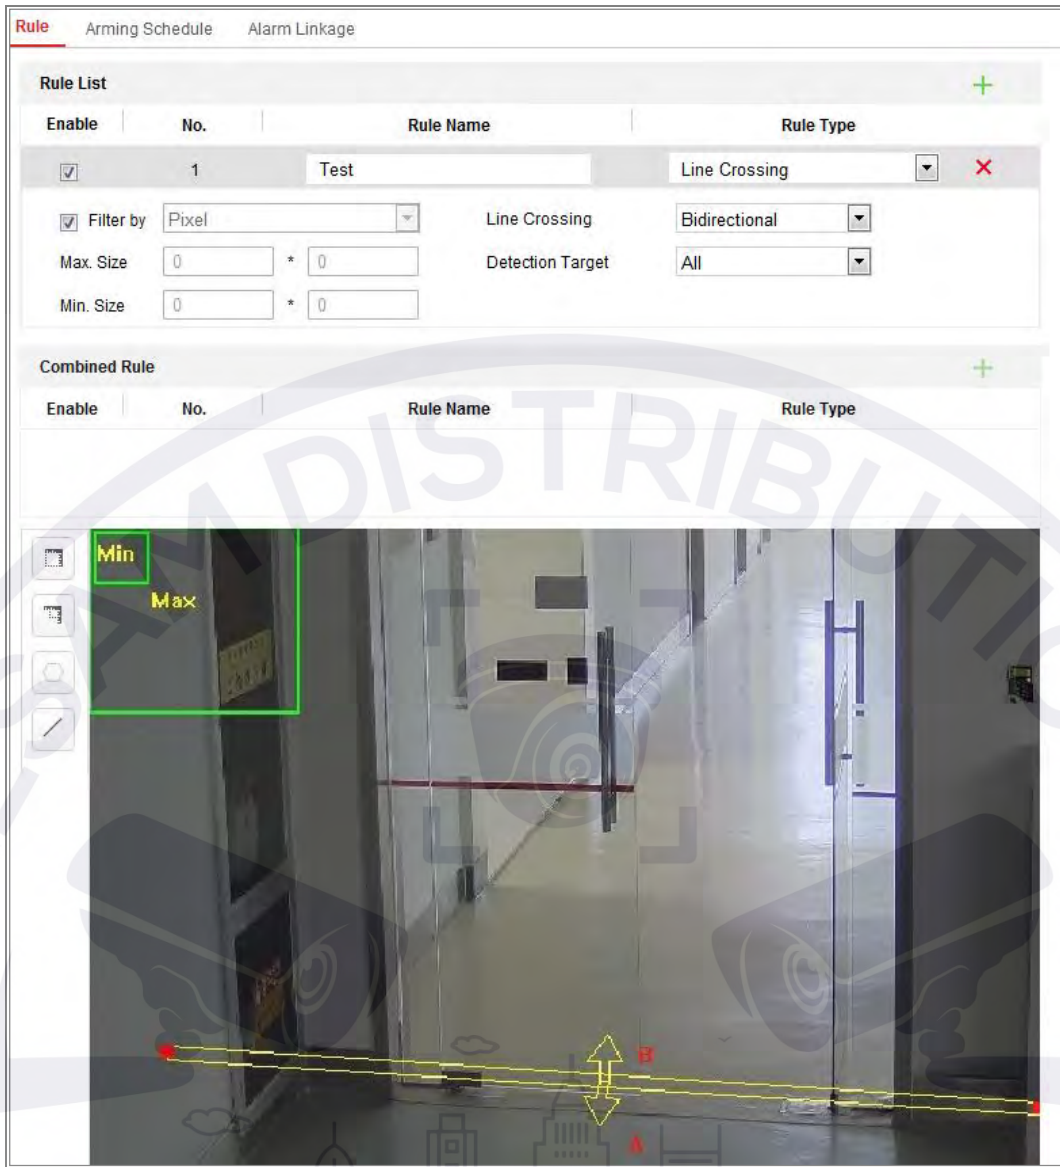 Rule Arming Schedule Alarm Linkage
Rule List
Enable No. Rule Name Rule Type
1 Test Line Crossing
Filter by Pixel Line Crossing Bidirectional
Max. Size 0 * 0 Detection Target All
Min. Size 0 * 0
Combined Rule
Enable No. Rule Name Rule Type
SAM DISTRIBUTIO
Min
Max
B
A